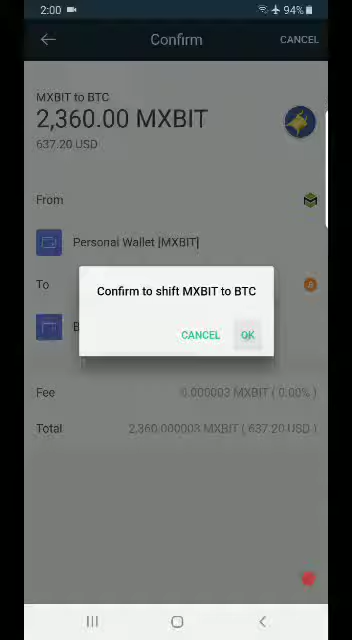 2:00 94%
Confirm CANCEL
MXBIT to BTC
2,360.00 MXBIT
637.20 USD
From
Personal Wallet [MXBIT]
To
Confirm to shift MXBIT to BTC
CANCEL OK
Fee 0.000003 MXBIT ( 0.00% )
Total 2,360.000003 MXBIT ( 637.20 USD )